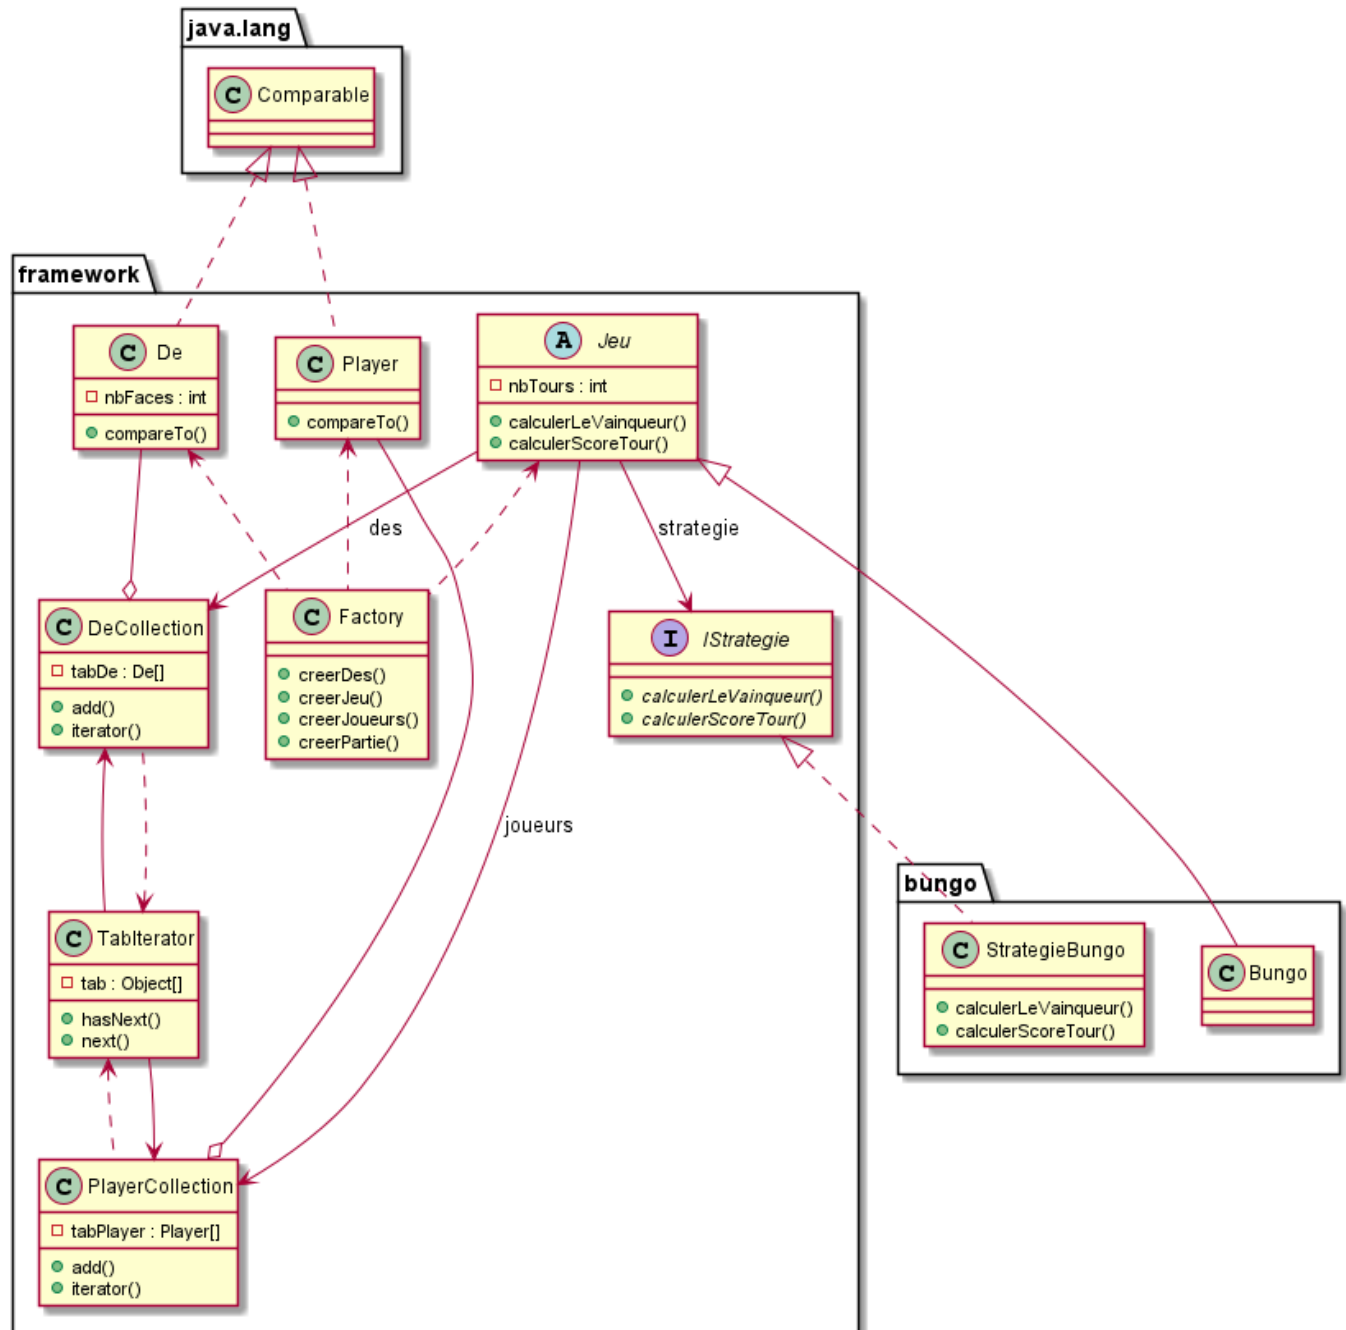 java.lang
C Comparable
framework
C De
nbFaces : int
compareTo()
C Player
compareTo()
A Jeu
nbTours : int
calculerLeVainqueur()
calculerScoreTour()
des
strategie
C DeCollection
tabDe : De[]
add()
iterator()
C Factory
creerDes()
creerJeu()
creerJoueurs()
creerPartie()
I IStrategie
calculerLeVainqueur()
calculerScoreTour()
joueurs
bungo
C StrategieBungo
calculerLeVainqueur()
calculerScoreTour()
C Bungo
C TabIterator
tab : Object[]
hasNext()
next()
C PlayerCollection
tabPlayer : Player[]
add()
iterator()